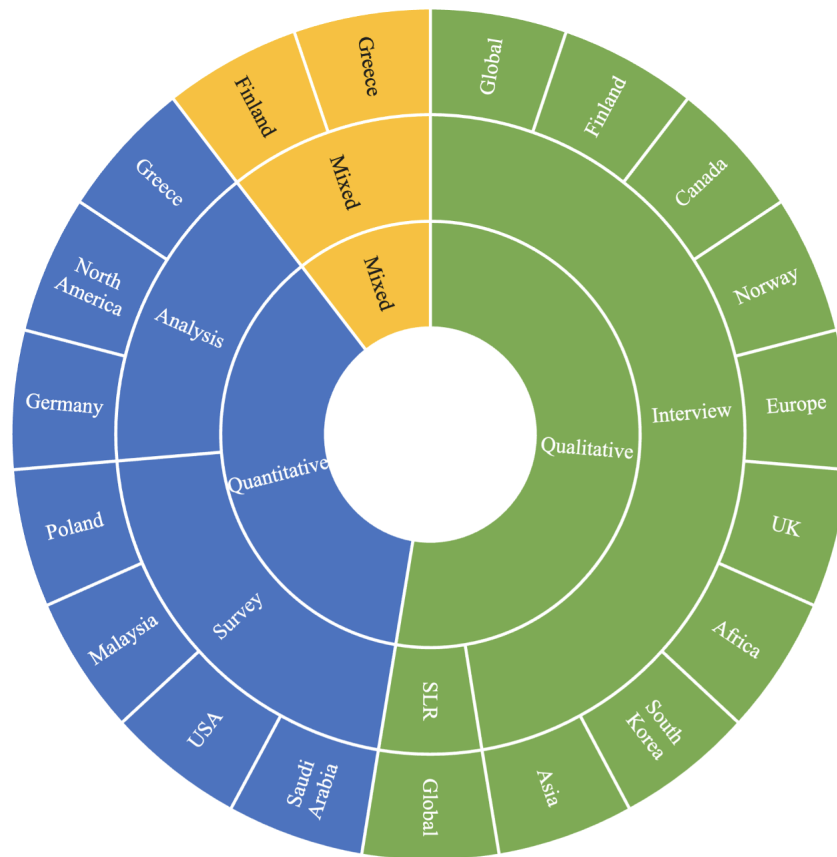 Global
Finland
Canada
Norway
Europe
UK
Africa
South
Korea
Asia
Global
Saudi
Arabia
USA
Malaysia
Poland
Germany
North
America
Greece
Finland
Greece
Interview
SLR
Survey
Analysis
Mixed
Qualitative
Quantitative
Mixed